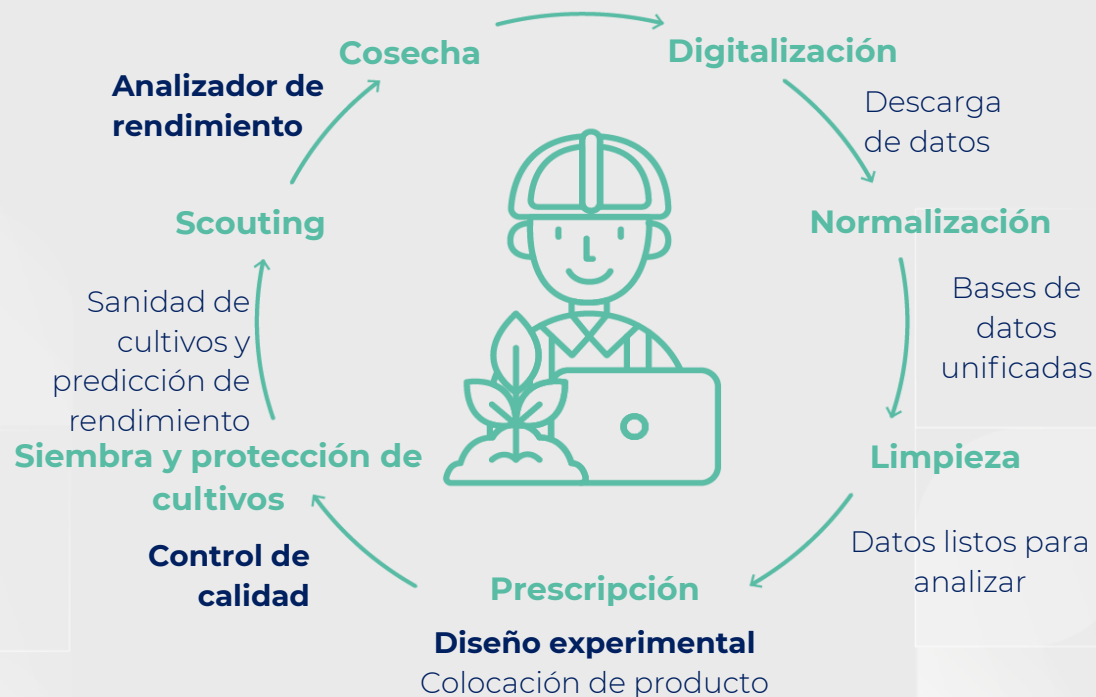 Cosecha
Digitalización
Descarga
de datos
Normalización
Bases de
datos
unificadas
Limpieza
Datos listos para
analizar
Prescripción
Diseño experimental
Colocación de producto
Siembra y protección de
cultivos
Control de
calidad
Scouting
Sanidad de
cultivos y
predicción de
rendimiento
Analizador de
rendimiento